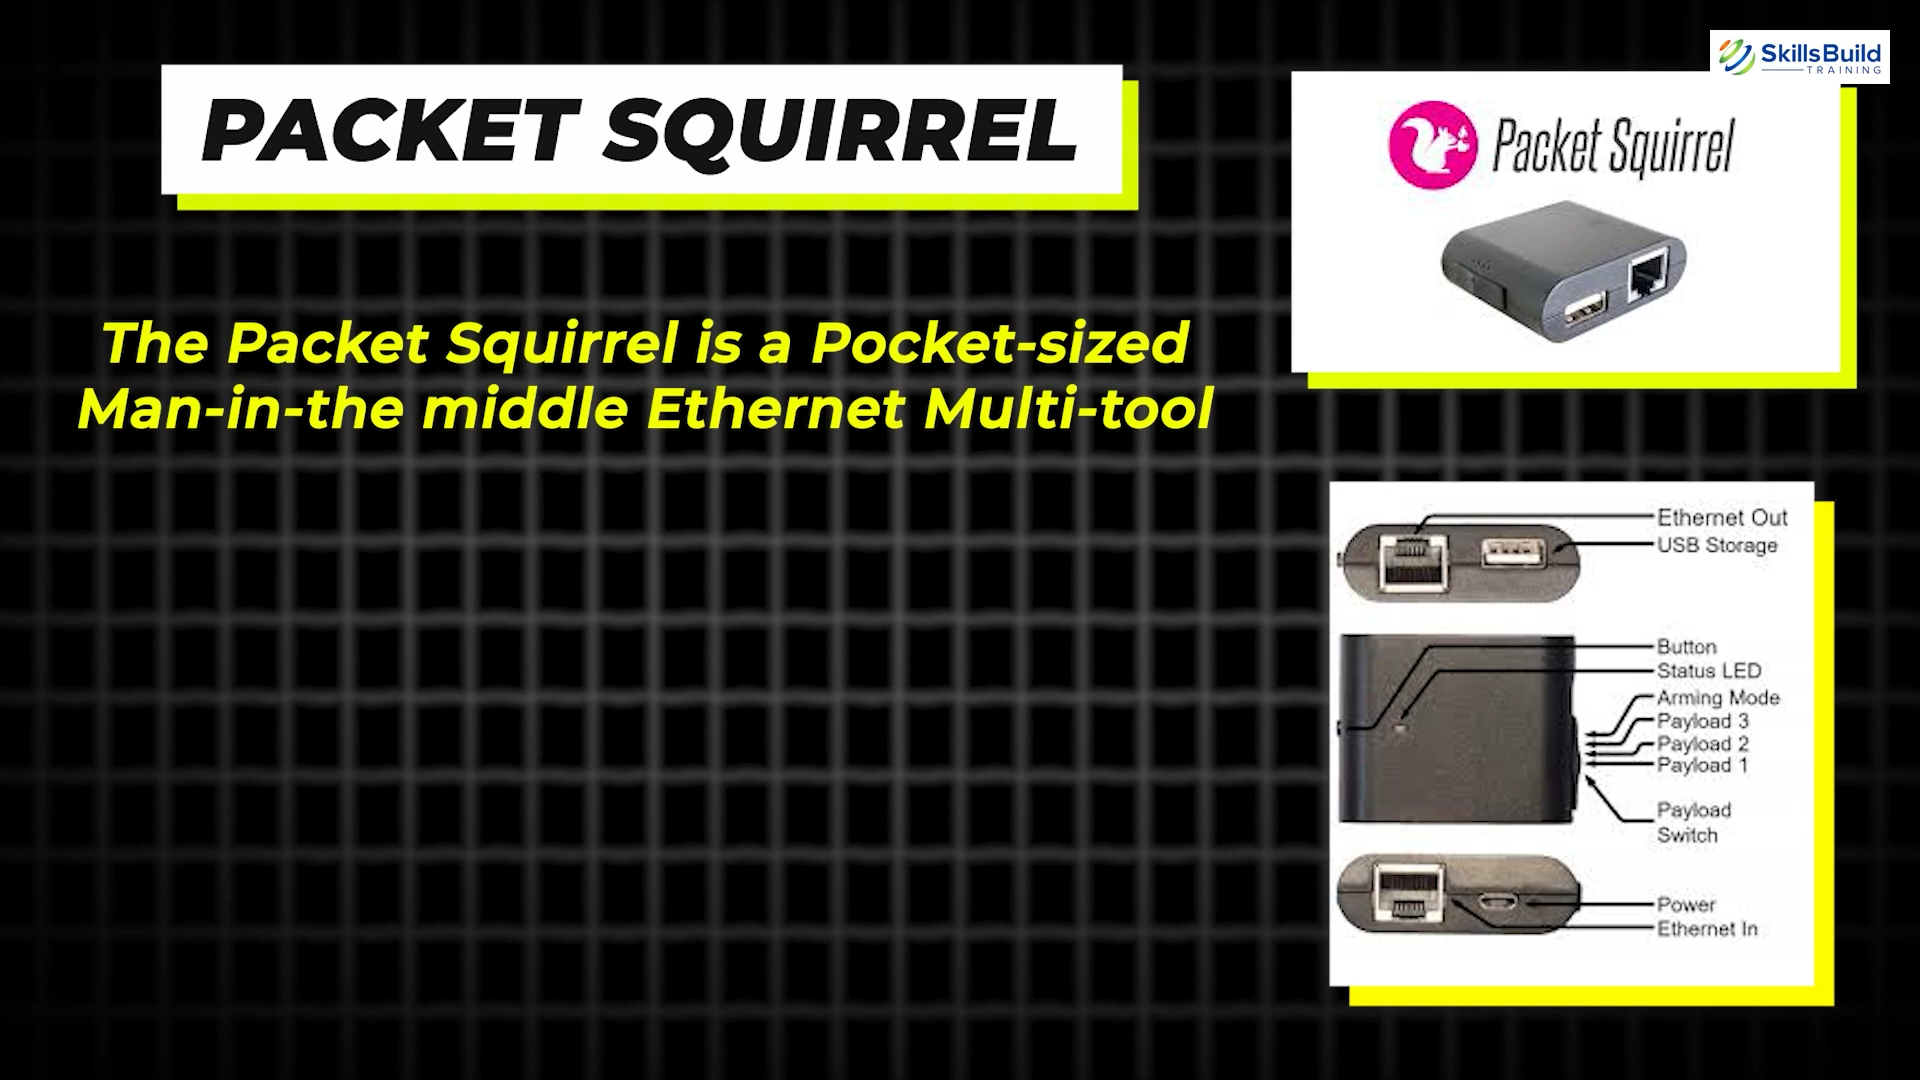 SkillsBuild
TRAINING
PACKET SQUIRREL
Packet Squirrel
The Packet Squirrel is a Pocket-sized
Man-in-the middle Ethernet Multi-tool
Ethernet Out
USB Storage
Button
Status LED
Arming Mode
Payload 3
Payload 2
Payload 1
Payload
Switch
Power
Ethernet In